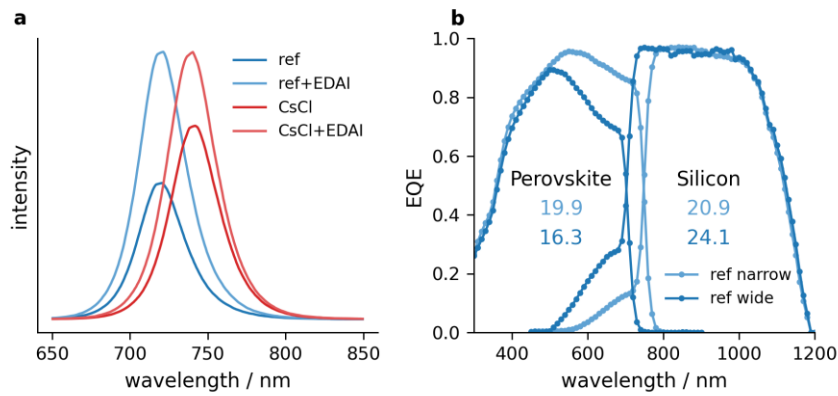 a
intensity
ref
ref+EDAI
CsCl
CsCl+EDAI
650 700 750 800 850
wavelength / nm
b
EQE
1.0
0.8
0.6
0.4
0.2
0.0
Perovskite Silicon
19.9 20.9
16.3 24.1
ref narrow
ref wide
400 600 800 1000 1200
wavelength / nm